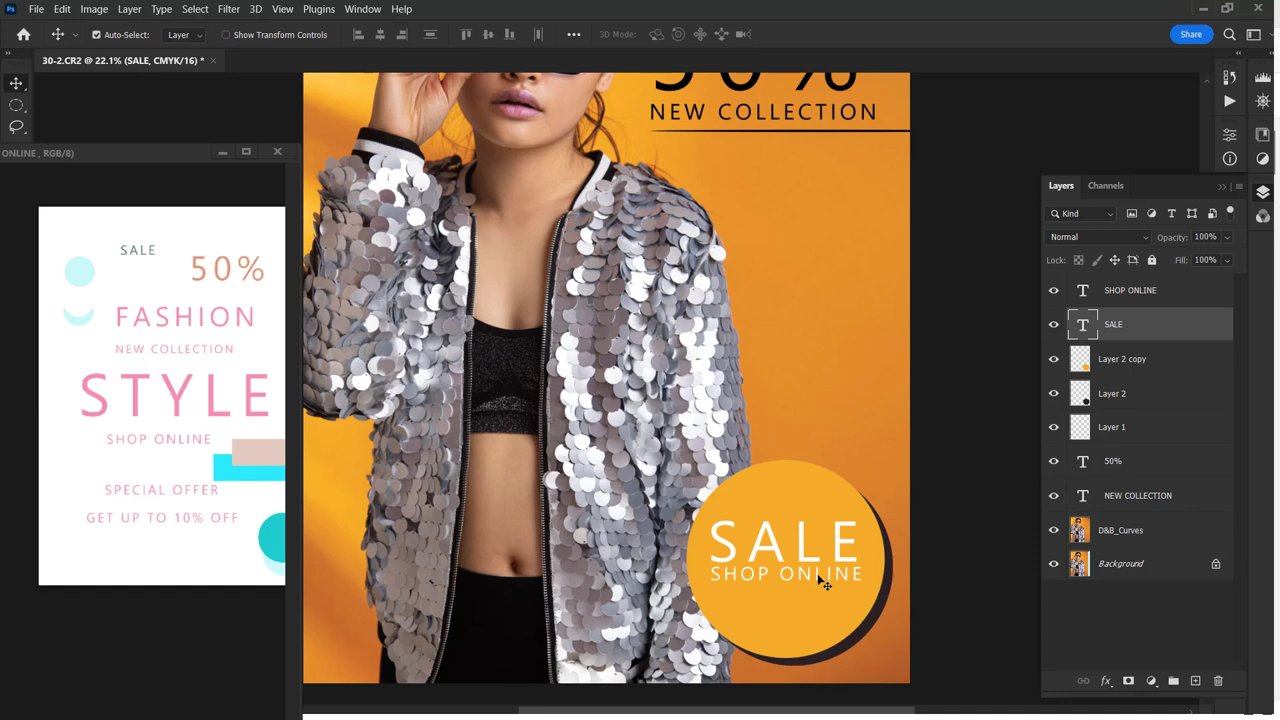 Ps File Edit Image Layer Type Select Filter 3D View Plugins Window Help
Auto-Select: Layer Show Transform Controls 3D Mode: Share
30-2.CR2 @ 22.1% (SALE, CMYK/16) *
ONLINE , RGB/8)
SALE
50%
FASHION
NEW COLLECTION
STYLE
SHOP ONLINE
SPECIAL OFFER
GET UP TO 10% OFF
50%
NEW COLLECTION
SALE
SHOP ONLINE
Layers Channels
Kind
Normal Opacity: 100%
Lock: Fill: 100%
T SHOP ONLINE
T SALE
Layer 2 copy
Layer 2
Layer 1
T 50%
T NEW COLLECTION
D&B_Curves
Background
fx